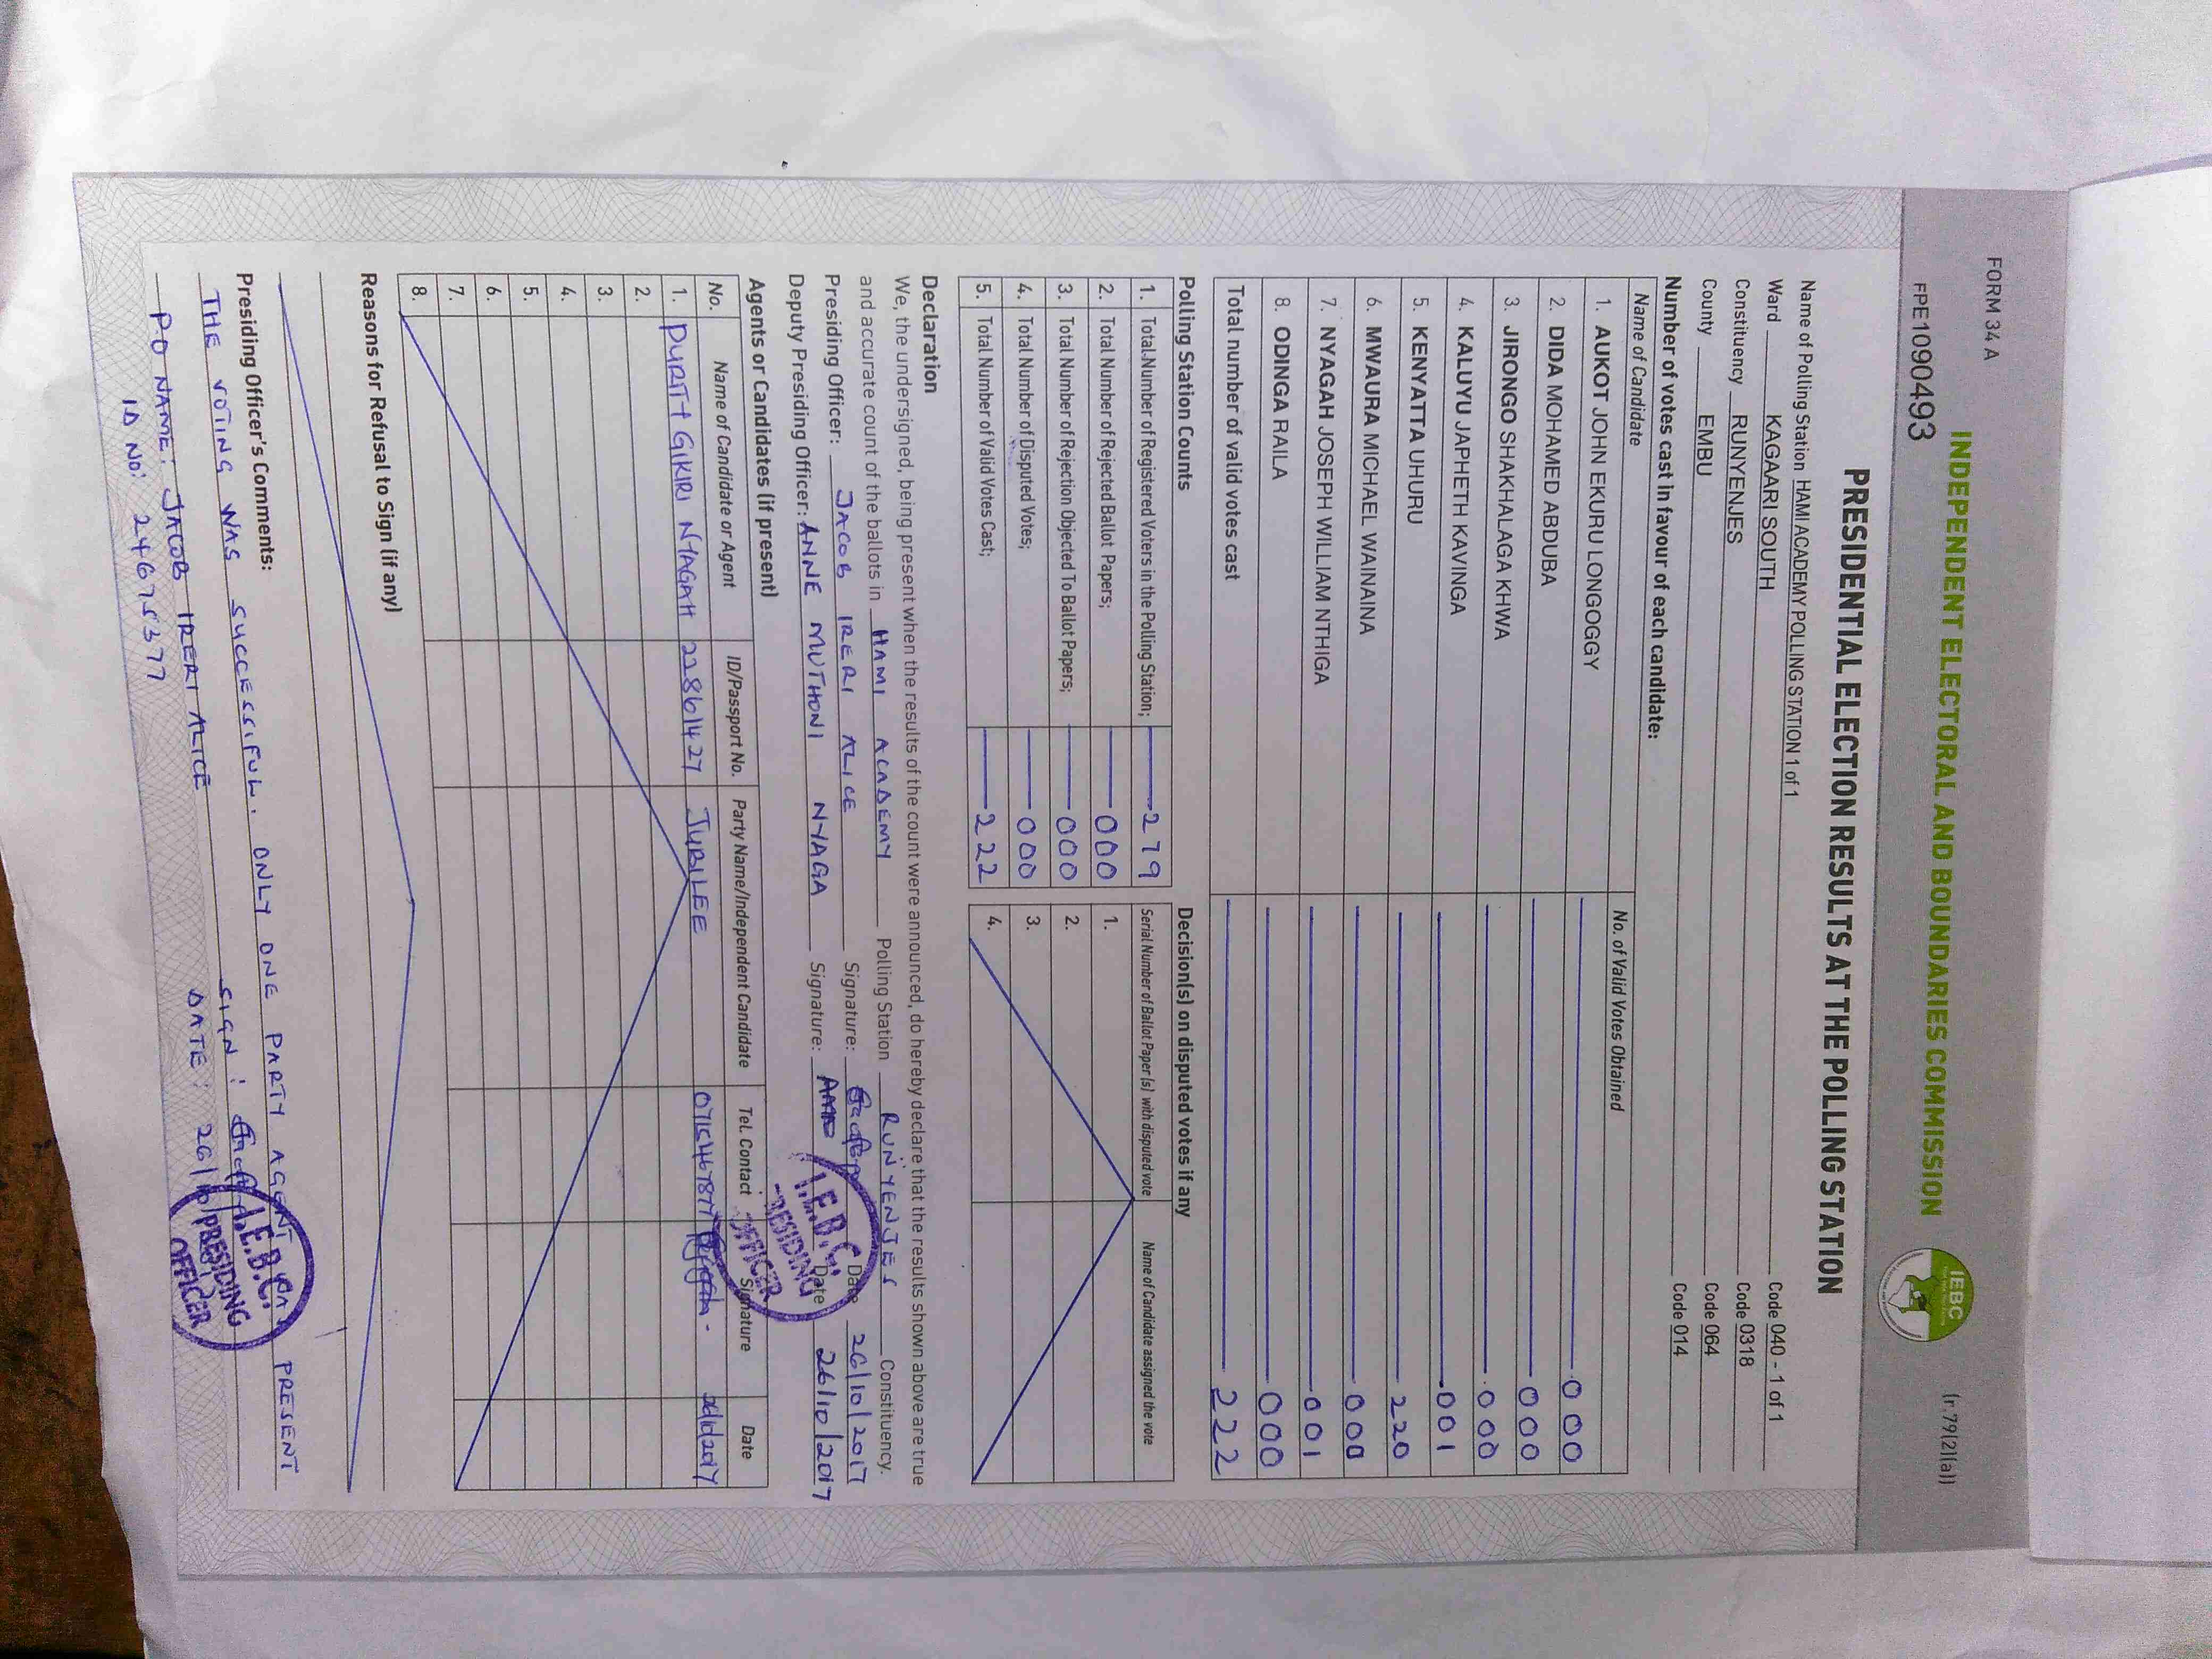 FORM 34 A
(r.79(2)(a))
INDEPENDENT ELECTORAL AND BOUNDARIES COMMISSION
IEBC
FPE1090493
PRESIDENTIAL ELECTION RESULTS AT THE POLLING STATION
Name of Polling Station HAMI ACADEMY POLLING STATION 1 of 1 Code 040 - 1 of 1
Ward KAGAARI SOUTH Code 0318
Constituency RUNYENJES Code 064
County EMBU Code 014
Number of votes cast in favour of each candidate:
Name of Candidate No. of Valid Votes Obtained
1. AUKOT JOHN EKURU LONGOGGY 000
2. DIDA MOHAMED ABDUBA 000
3. JIRONGO SHAKHALAGA KHWA 000
4. KALUYU JAPHETH KAVINGA 001
5. KENYATTA UHURU 220
6. MWAURA MICHAEL WAINAINA 000
7. NYAGAH JOSEPH WILLIAM NTHIGA 001
8. ODINGA RAILA 000
Total number of valid votes cast 222
Polling Station Counts
1. Total Number of Registered Voters in the Polling Station; 279
2. Total Number of Rejected Ballot Papers; 000
3. Total Number of Rejection Objected To Ballot Papers; 000
4. Total Number of Disputed Votes; 000
5. Total Number of Valid Votes Cast; 222
Decision(s) on disputed votes if any
Serial Number of Ballot Paper (s) with disputed vote Name of Candidate assigned the vote
1.
2.
3.
4.
Declaration
We, the undersigned, being present when the results of the count were announced, do hereby declare that the results shown above are true
and accurate count of the ballots in HAMI ACADEMY Polling Station RUNYENJES Constituency.
Presiding Officer: JACOB IRERI ALICE Signature: Date 26/10/2017
Deputy Presiding Officer: ANNE MUTHONI NYAGA Signature: Date 26/10/2017
I.E.B.C. PRESIDING OFFICER
Agents or Candidates (if present)
No. Name of Candidate or Agent ID/Passport No. Party Name/Independent Candidate Tel. Contact Signature Date
1. PURITY GIKIRI NYAGAH 22861427 JUBILEE
2.
3.
4.
5.
6.
7.
8.
Reasons for Refusal to Sign (if any)
Presiding Officer's Comments:
THE VOTING WAS SUCCESSIFUL. ONLY ONE PARTY AGENT PRESENT
PO NAME: JACOB IRERI ALICE SIGN:
ID NO: 24675377 DATE: 26/10/
I.E.B.C. PRESIDING OFFICER